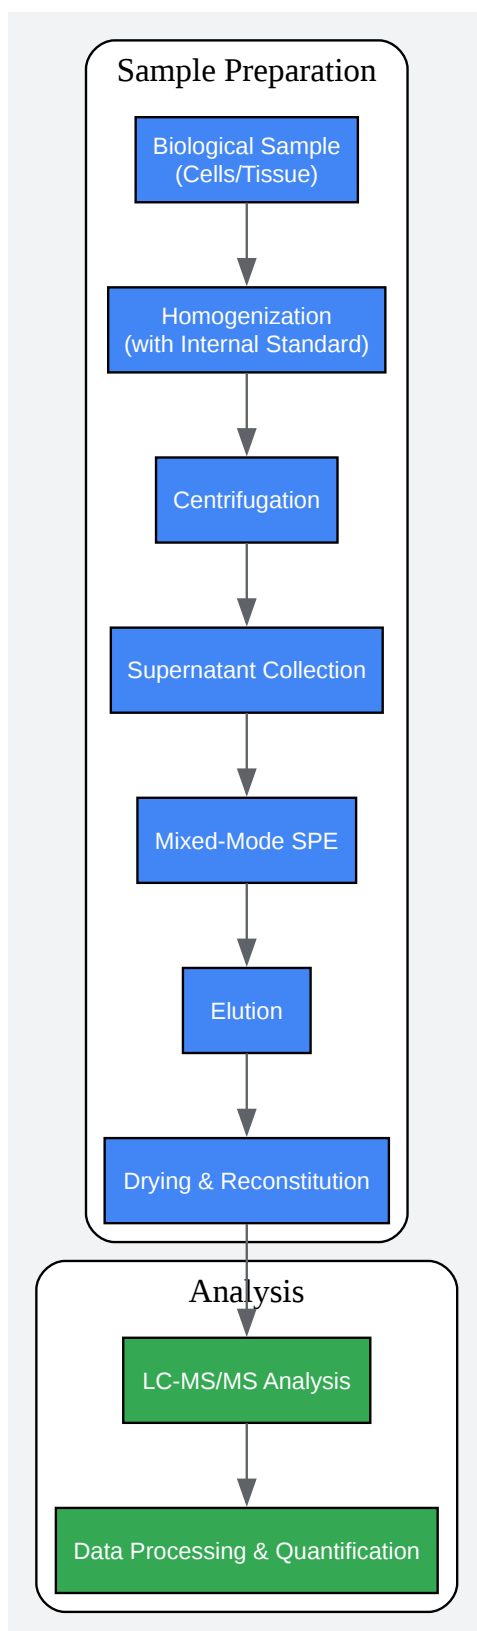 Sample Preparation
Biological Sample
(Cells/Tissue)
Homogenization
(with Internal Standard)
Centrifugation
Supernatant Collection
Mixed-Mode SPE
Elution
Drying & Reconstitution
Analysis
LC-MS/MS Analysis
Data Processing & Quantification